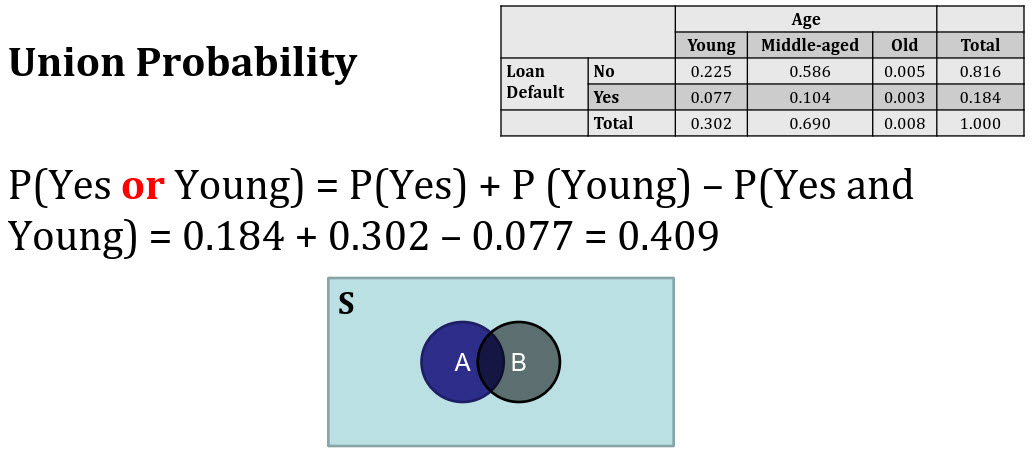 Union Probability
Age
Young Middle-aged Old Total
Loan Default No 0.225 0.586 0.005 0.816
Yes 0.077 0.104 0.003 0.184
Total 0.302 0.690 0.008 1.000
P(Yes or Young) = P(Yes) + P (Young) – P(Yes and
Young) = 0.184 + 0.302 – 0.077 = 0.409
S
A B